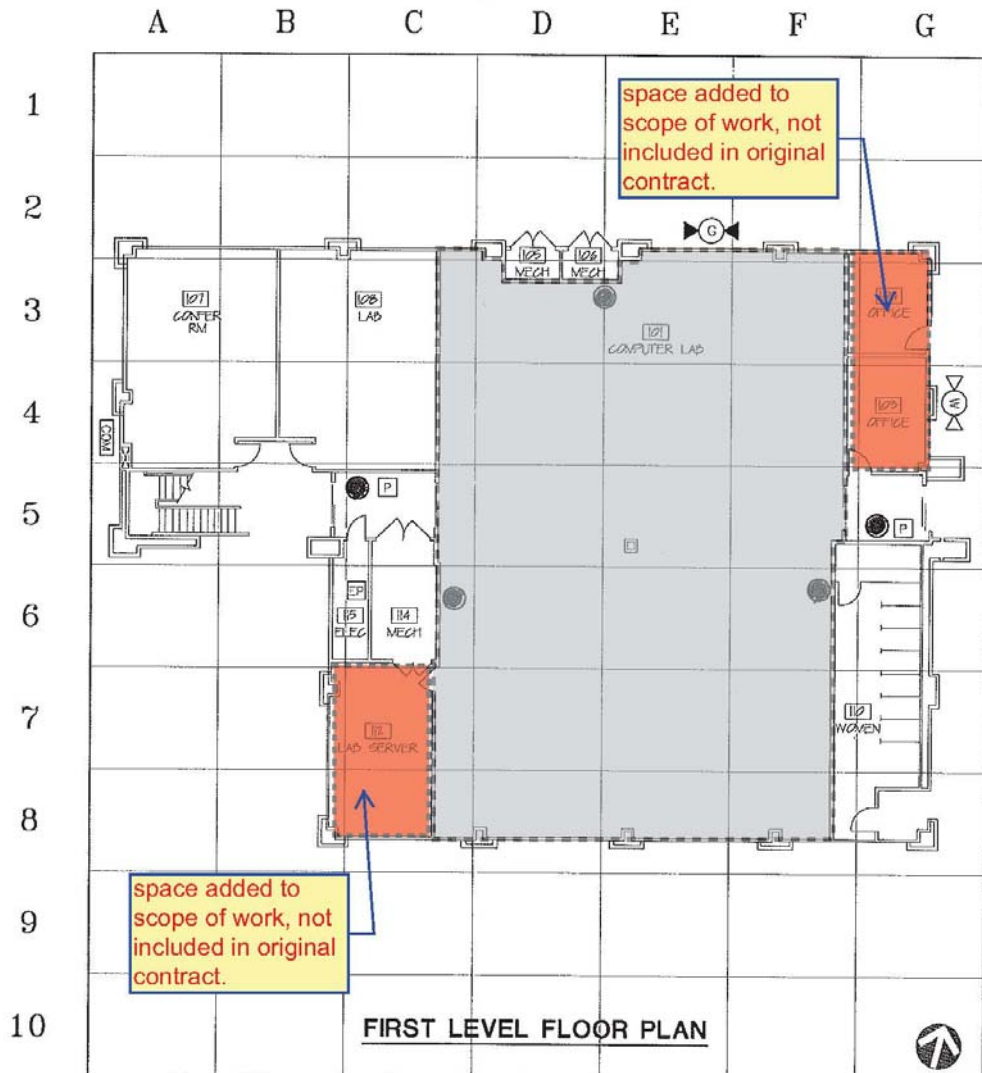 A B C D E F G
1
space added to
scope of work, not
included in original
contract.
2
G
105
MECH
106
MECH
3
107
CONFER
RM
108
LAB
101
COMPUTER LAB
OFFICE
4
COM
103
OFFICE
W
5
P
P
6
EP
115
ELEC
114
MECH
7
112
LAB SERVER
110
WOMEN
8
space added to
scope of work, not
included in original
contract.
9
10
FIRST LEVEL FLOOR PLAN